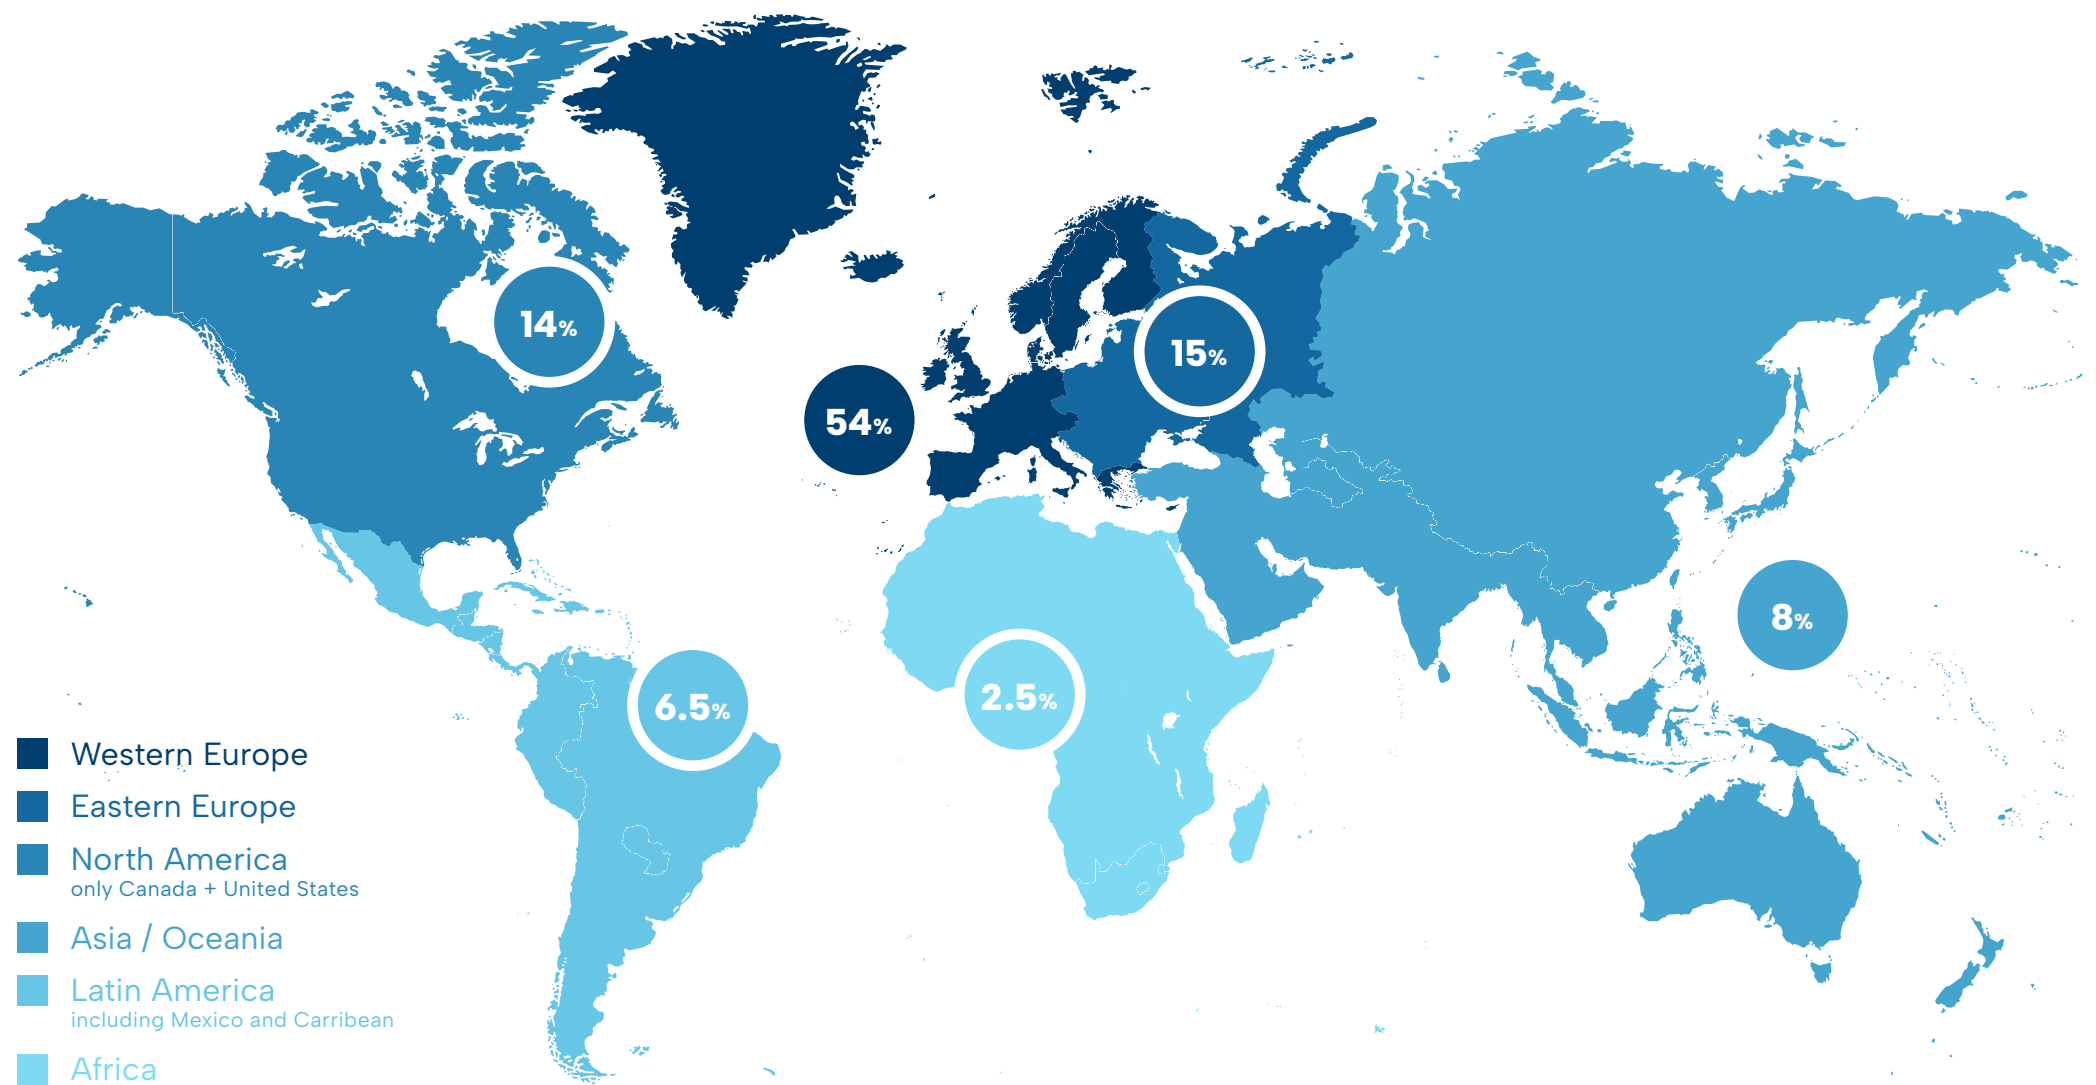 14%
15%
54%
8%
6.5%
2.5%
Western Europe
Eastern Europe
North America
only Canada + United States
Asia / Oceania
Latin America
including Mexico and Carribean
Africa